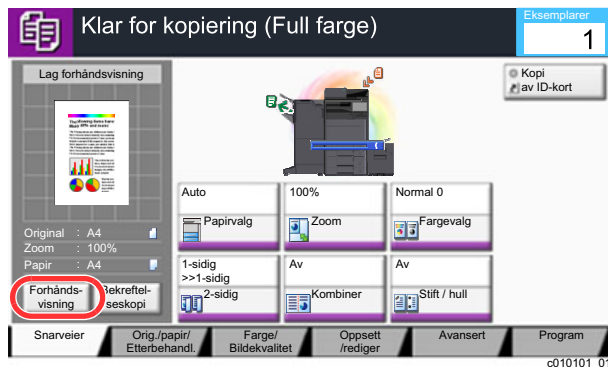 Klar for kopiering (Full farge)
Eksemplarer
1
Lag forhåndsvisning
Kopi
av ID-kort
Original : A4
Zoom : 100%
Papir : A4
Forhånds-
visning
Bekreftel-
seskopi
Auto
Papirvalg
100%
Zoom
Normal 0
Fargevalg
1-sidig
>>1-sidig
2-sidig
Av
Kombiner
Av
Stift / hull
Snarveier
Orig./papir/
Etterbehandl.
Farge/
Bildekvalitet
Oppsett
/rediger
Avansert
Program
c010101_01